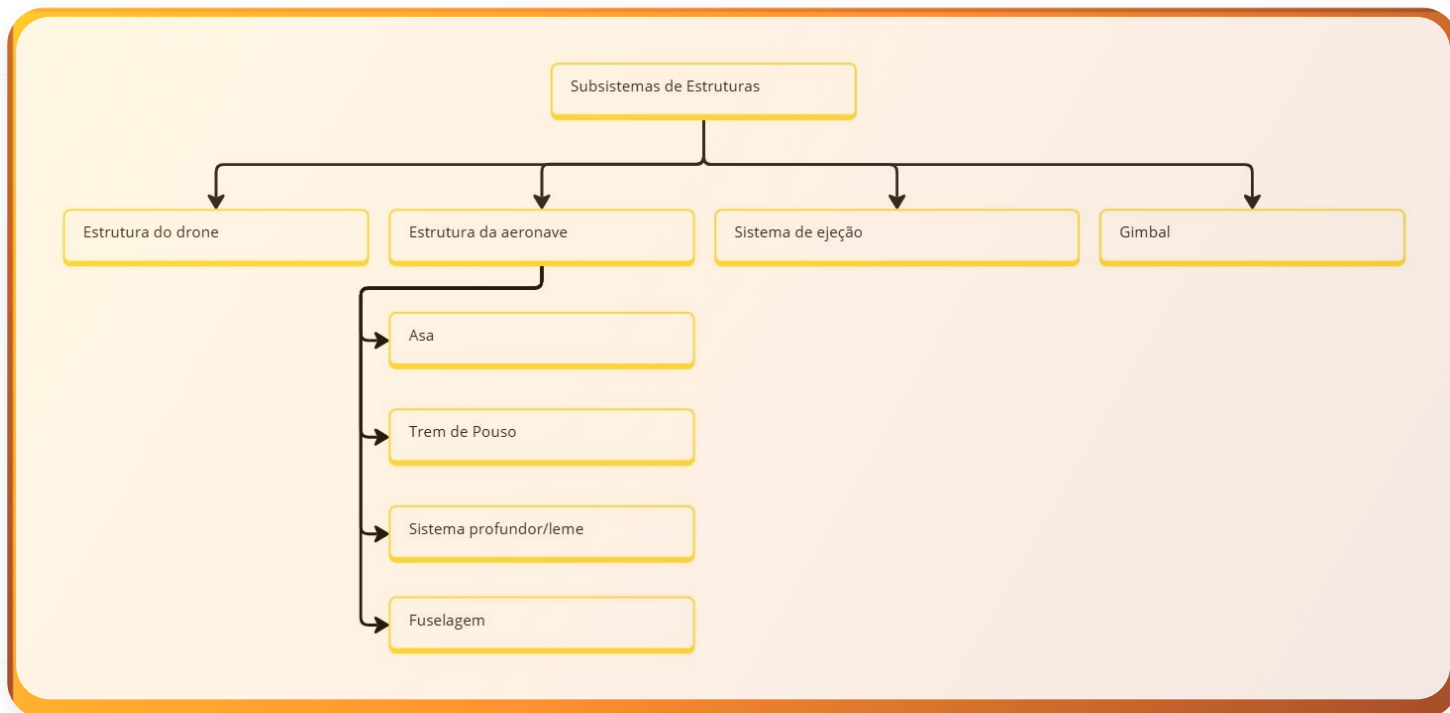 Subsistemas de Estruturas
Estrutura do drone
Estrutura da aeronave
Sistema de ejeção
Gimbal
Asa
Trem de Pouso
Sistema profundor/leme
Fuselagem